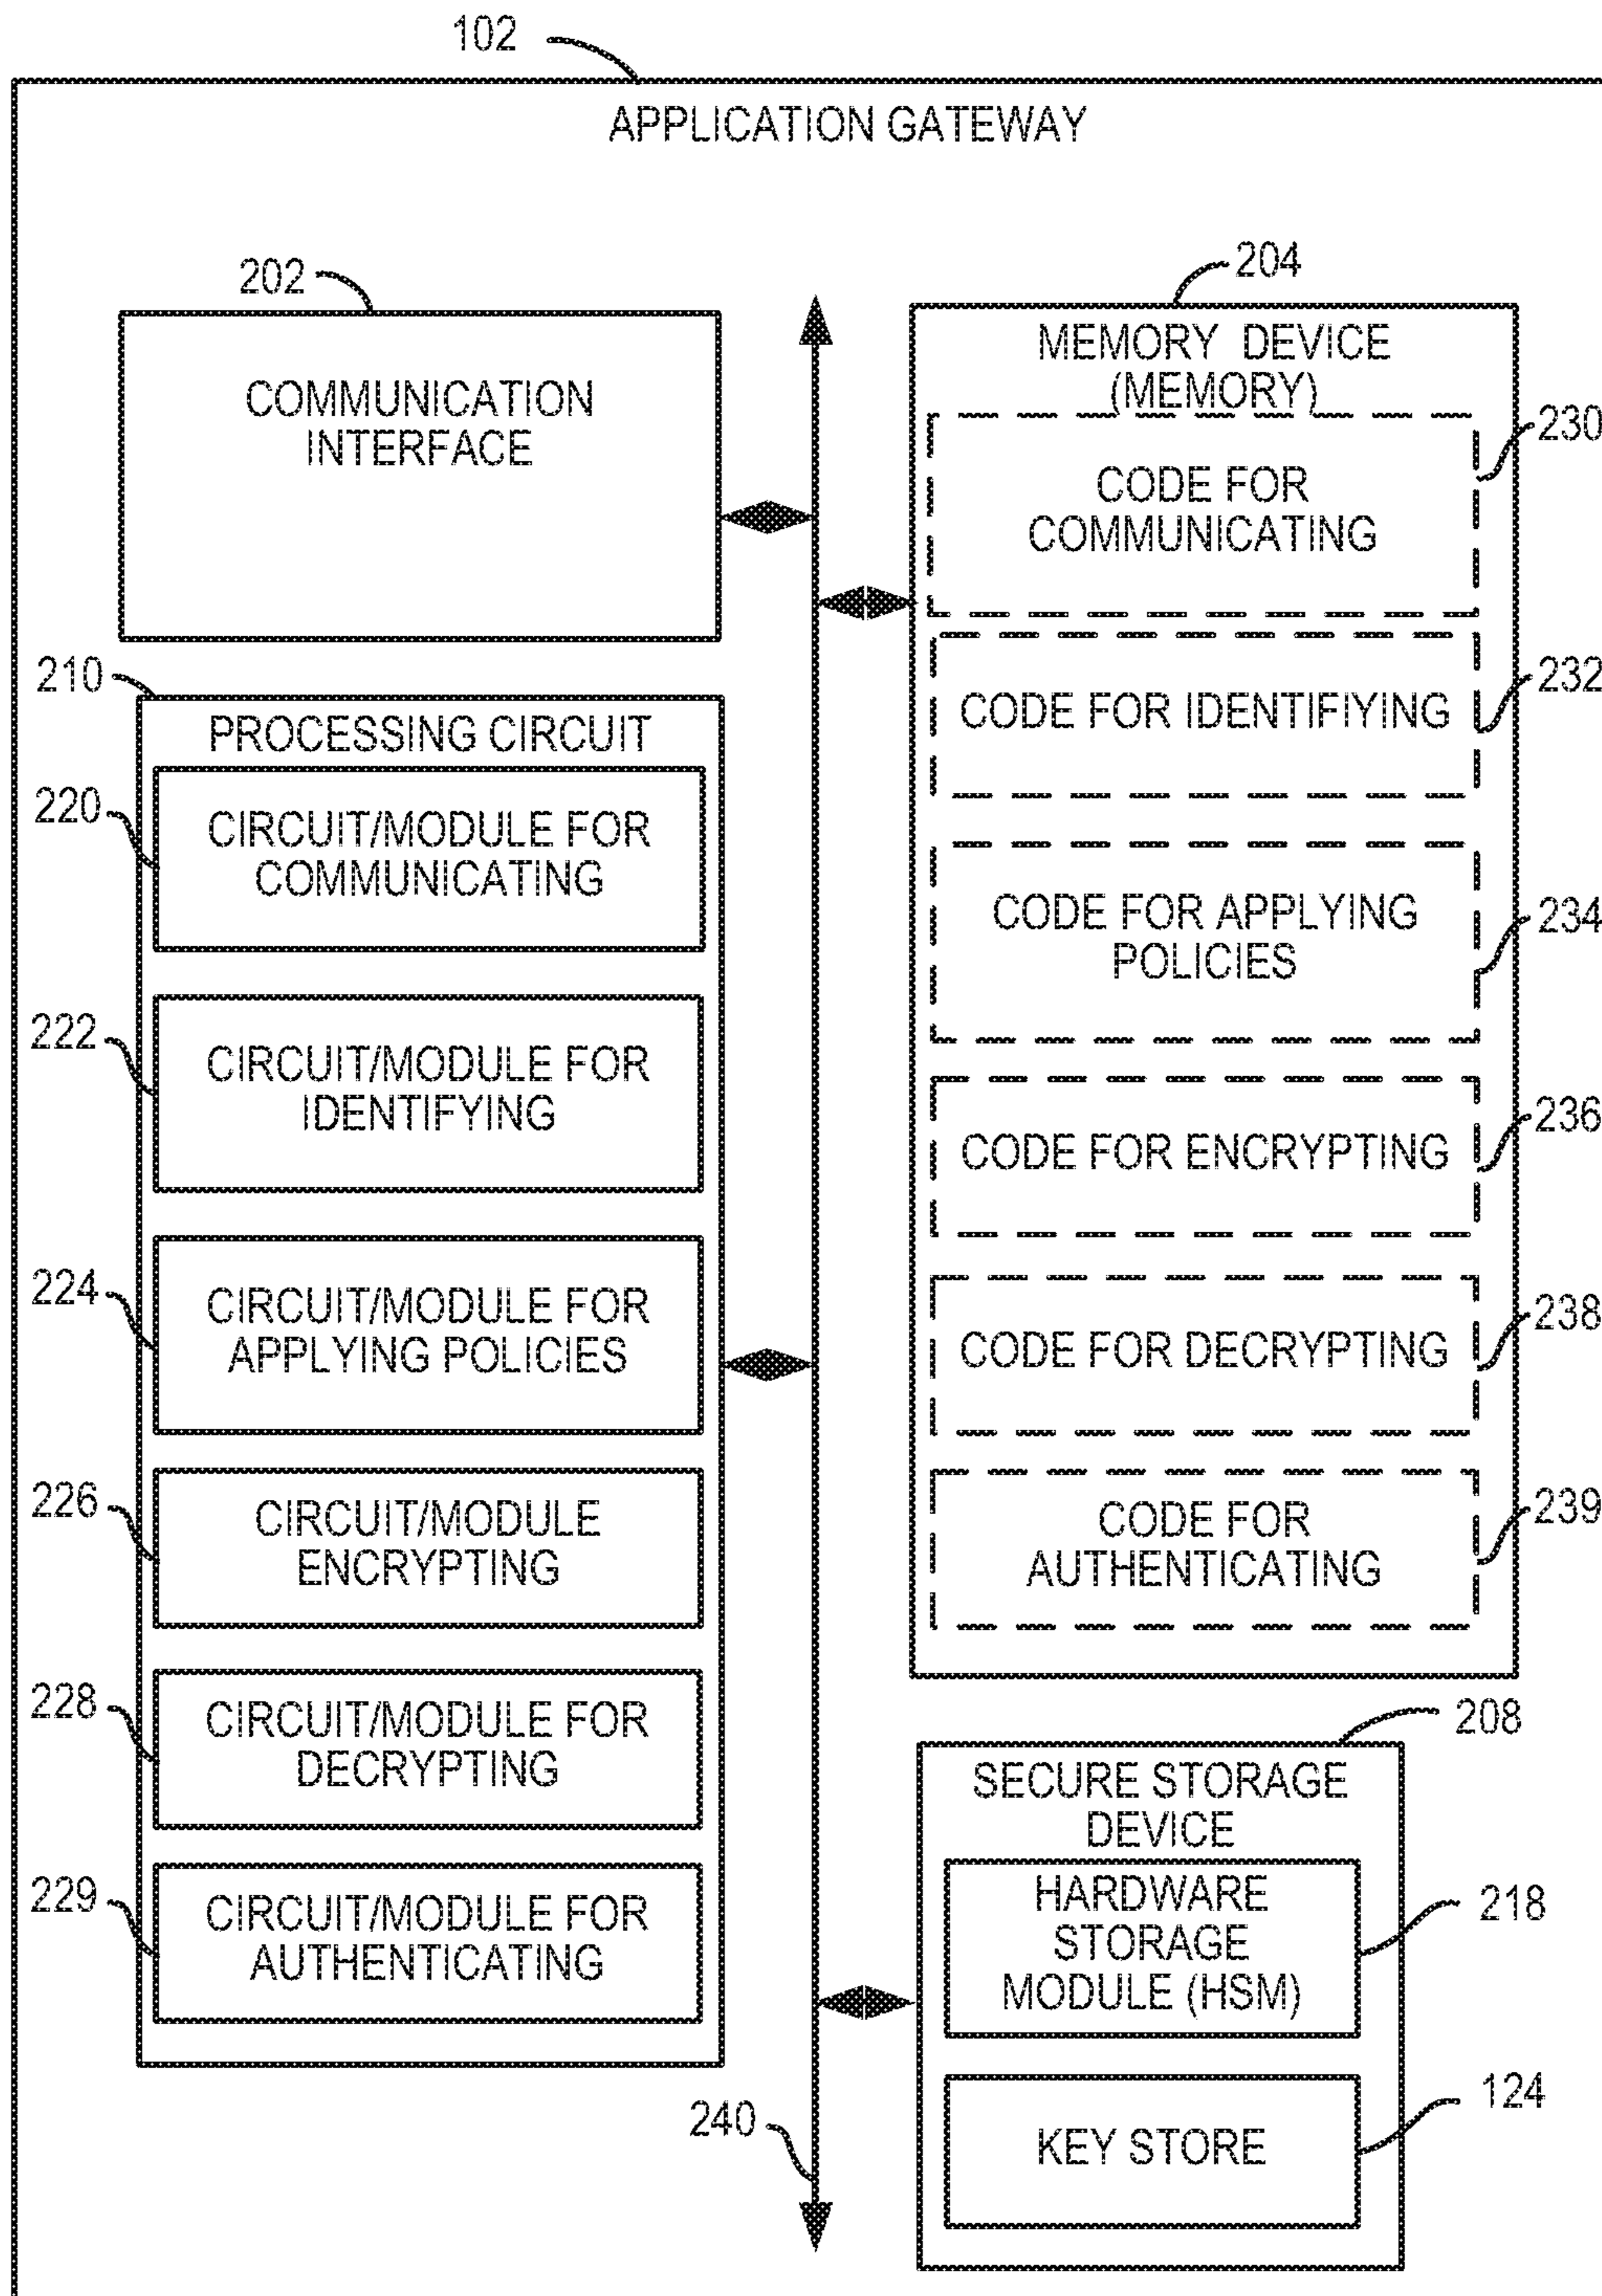 102
APPLICATION GATEWAY
202
COMMUNICATION
INTERFACE
210
PROCESSING CIRCUIT
220
CIRCUIT/MODULE FOR
COMMUNICATING
222
CIRCUIT/MODULE FOR
IDENTIFYING
224
CIRCUIT/MODULE FOR
APPLYING POLICIES
226
CIRCUIT/MODULE
ENCRYPTING
228
CIRCUIT/MODULE FOR
DECRYPTING
229
CIRCUIT/MODULE FOR
AUTHENTICATING
240
204
MEMORY DEVICE
(MEMORY)
230
CODE FOR
COMMUNICATING
232
CODE FOR IDENTIFIYING
234
CODE FOR APPLYING
POLICIES
236
CODE FOR ENCRYPTING
238
CODE FOR DECRYPTING
239
CODE FOR
AUTHENTICATING
208
SECURE STORAGE
DEVICE
HARDWARE
STORAGE
MODULE (HSM)
218
KEY STORE
124